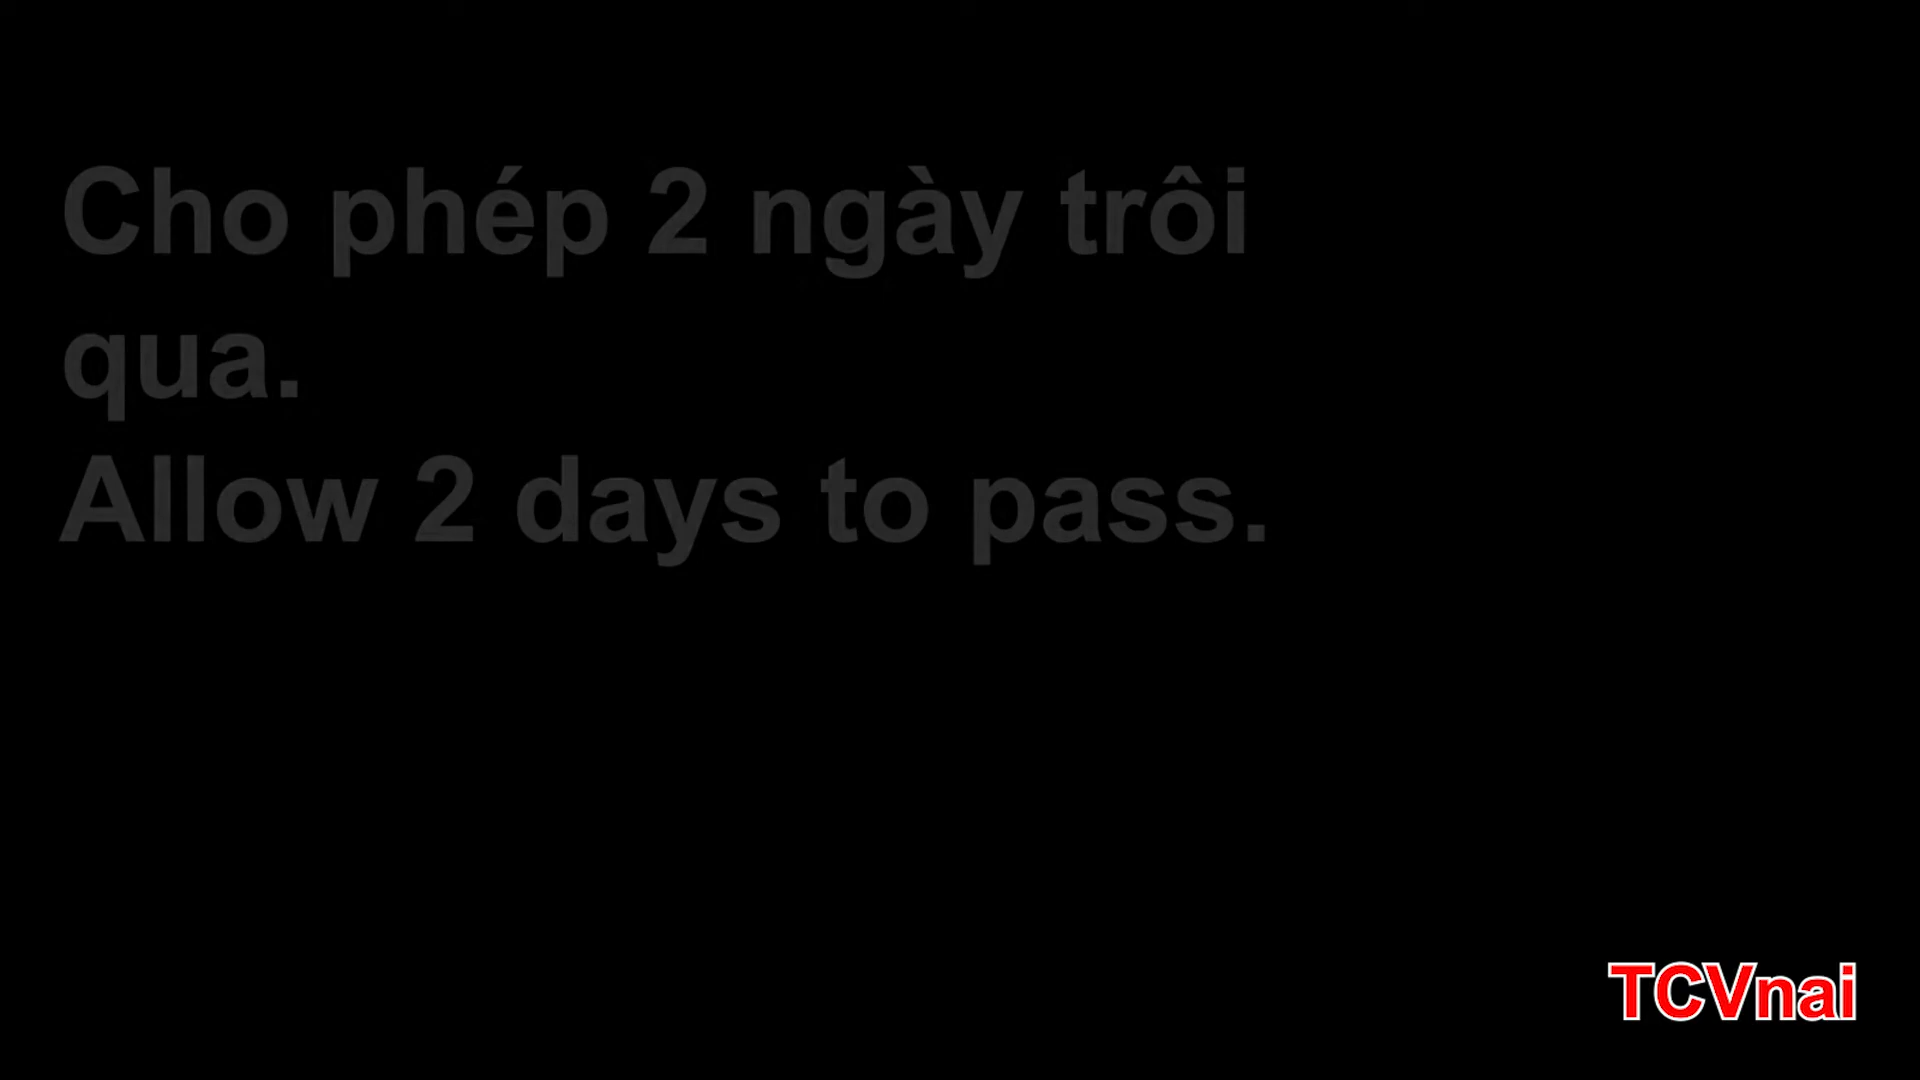 Cho phép 2 ngày trôi
qua.
Allow 2 days to pass.
TCVnai